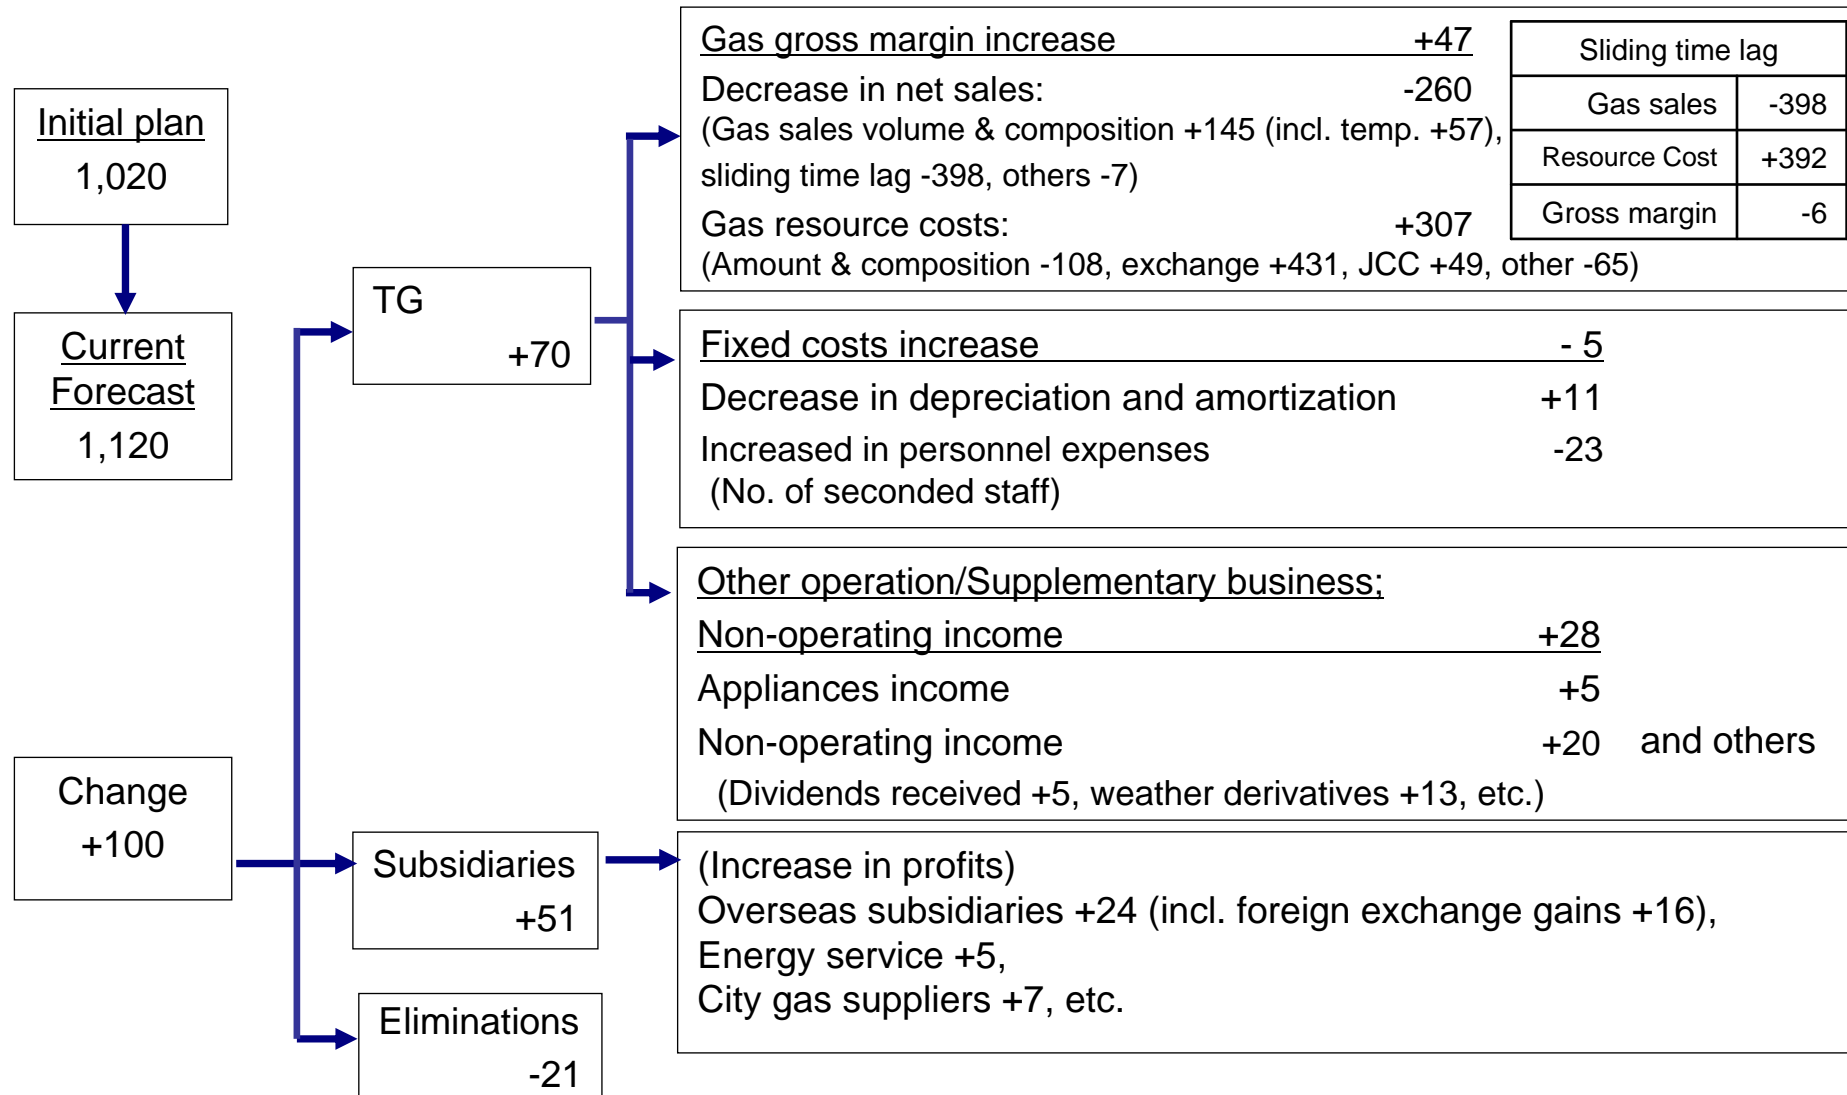 Initial plan
1,020
Current
Forecast
1,120
Change
+100
TG
+70
Subsidiaries
+51
Eliminations
-21
Gas gross margin increase +47
Decrease in net sales: -260
(Gas sales volume & composition +145 (incl. temp. +57),
sliding time lag -398, others -7)
Gas resource costs: +307
(Amount & composition -108, exchange +431, JCC +49, other -65)
Sliding time lag
Gas sales -398
Resource Cost +392
Gross margin -6
Fixed costs increase - 5
Decrease in depreciation and amortization +11
Increased in personnel expenses -23
(No. of seconded staff)
Other operation/Supplementary business;
Non-operating income +28
Appliances income +5
Non-operating income +20 and others
(Dividends received +5, weather derivatives +13, etc.)
(Increase in profits)
Overseas subsidiaries +24 (incl. foreign exchange gains +16),
Energy service +5,
City gas suppliers +7, etc.